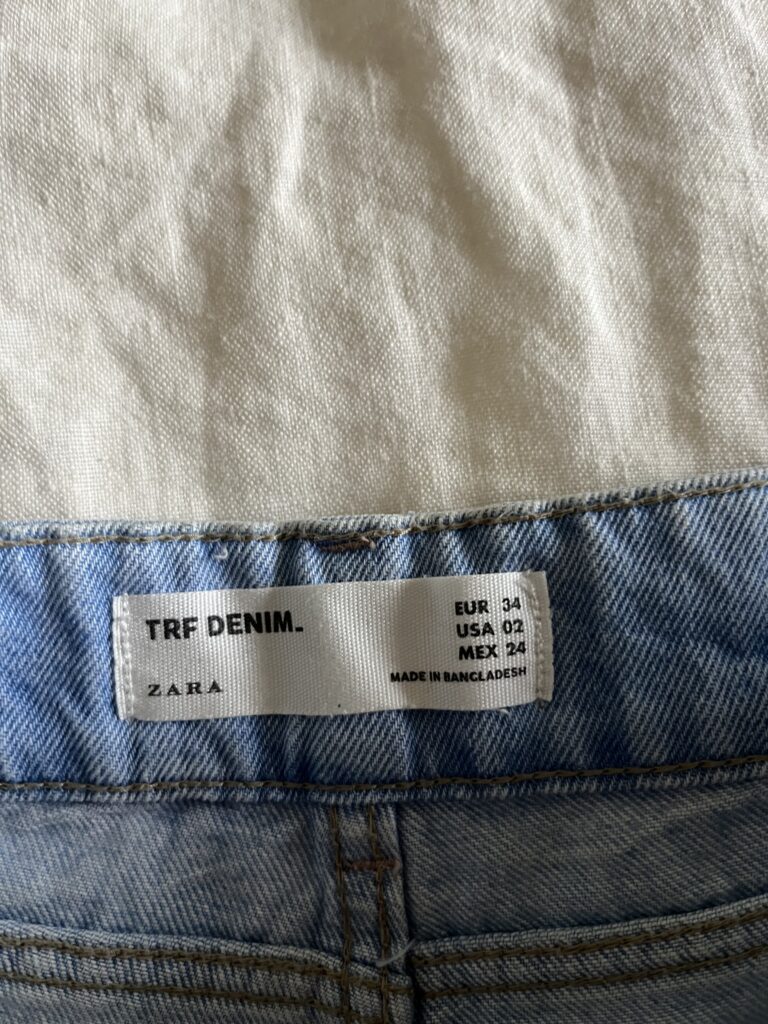 TRF DENIM.
ZARA
EUR 34
USA 02
MEX 24
MADE IN BANGLADESH